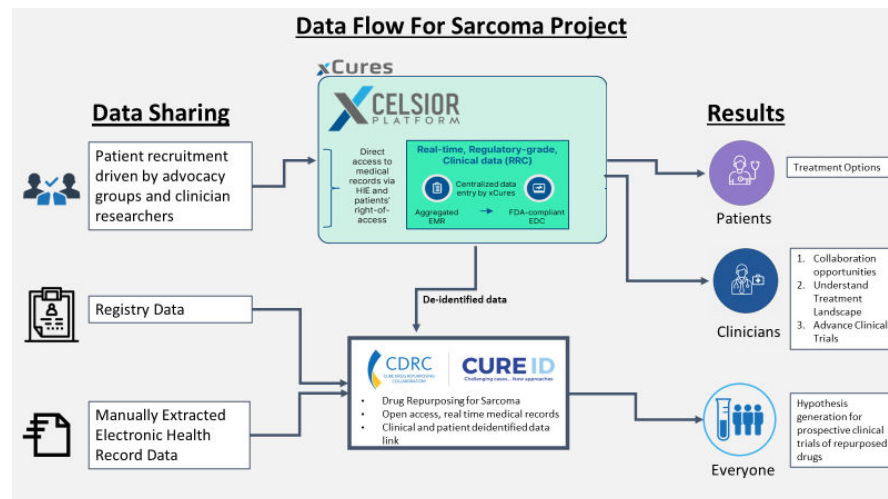 Data Flow For Sarcoma Project
xCures
XCELSIOR
PLATFORM
Data Sharing
Results
Patient recruitment
driven by advocacy
groups and clinician
researchers
Direct
access to
medical
records via
HIE and
patients'
right-of-
access
Real-time, Regulatory-grade,
Clinical data (RRC)
Centralized data
entry by xCures
Aggregated
EMR
FDA-compliant
EDC
Patients
Treatment Options
Clinicians
1. Collaboration
opportunities
2. Understand
Treatment
Landscape
3. Advance Clinical
Trials
De-identified data
Registry Data
CDRC
CURE DRUG REPURPOSING
COLLABORATORY
CURE ID
Challenging cases... New approaches
• Drug Repurposing for Sarcoma
• Open access, real time medical records
• Clinical and patient deidentified data
link
Manually Extracted
Electronic Health
Record Data
Everyone
Hypothesis
generation for
prospective clinical
trials of repurposed
drugs